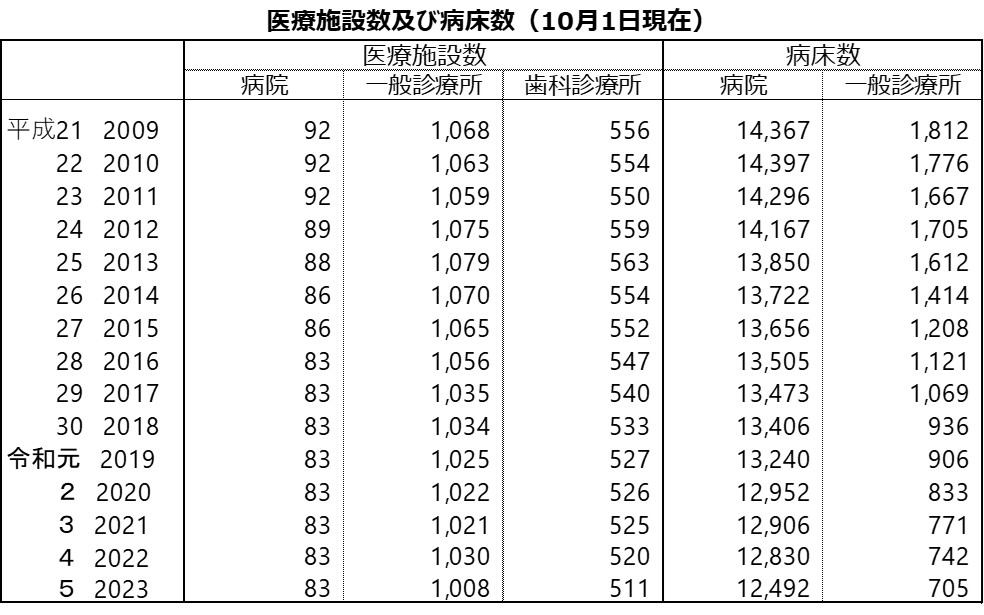 医療施設数及び病床数（10月1日現在）
医療施設数 病床数
病院 一般診療所 歯科診療所 病院 一般診療所
平成21 2009 92 1,068 556 14,367 1,812
22 2010 92 1,063 554 14,397 1,776
23 2011 92 1,059 550 14,296 1,667
24 2012 89 1,075 559 14,167 1,705
25 2013 88 1,079 563 13,850 1,612
26 2014 86 1,070 554 13,722 1,414
27 2015 86 1,065 552 13,656 1,208
28 2016 83 1,056 547 13,505 1,121
29 2017 83 1,035 540 13,473 1,069
30 2018 83 1,034 533 13,406 936
令和元 2019 83 1,025 527 13,240 906
２ 2020 83 1,022 526 12,952 833
３ 2021 83 1,021 525 12,906 771
４ 2022 83 1,030 520 12,830 742
５ 2023 83 1,008 511 12,492 705